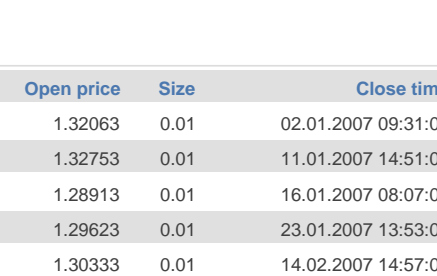 Open price Size Close tim
1.32063 0.01 02.01.2007 09:31:0
1.32753 0.01 11.01.2007 14:51:0
1.28913 0.01 16.01.2007 08:07:0
1.29623 0.01 23.01.2007 13:53:0
1.30333 0.01 14.02.2007 14:57:0